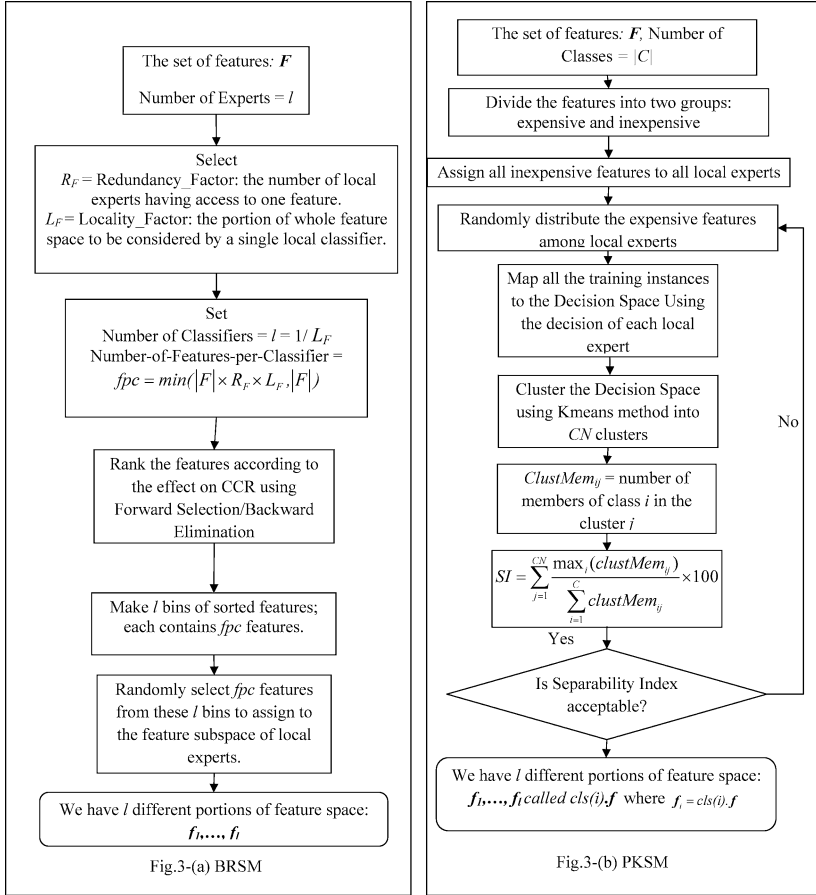 The set of features: F
Number of Experts = l
Select
R_F = Redundancy_Factor: the number of local
experts having access to one feature.
L_F = Locality_Factor: the portion of whole feature
space to be considered by a single local classifier.
Set
Number of Classifiers = l = 1/ L_F
Number-of-Features-per-Classifier =
fpc = min(|F| × R_F × L_F, |F|)
Rank the features according to
the effect on CCR using
Forward Selection/Backward
Elimination
Make l bins of sorted features;
each contains fpc features.
Randomly select fpc features
from these l bins to assign to
the feature subspace of local
experts.
We have l different portions of feature space:
f_1,..., f_l
Fig.3-(a) BRSM
The set of features: F, Number of
Classes = |C|
Divide the features into two groups:
expensive and inexpensive
Assign all inexpensive features to all local experts
Randomly distribute the expensive features
among local experts
Map all the training instances
to the Decision Space Using
the decision of each local
expert
Cluster the Decision Space
using Kmeans method into
CN clusters
No
ClustMem_ij = number of
members of class i in the
cluster j
SI = ∑_{j=1}^{CN} max_i(clustMem_ij) / ∑_{i=1}^{C} clustMem_ij × 100
Yes
Is Separability Index
acceptable?
We have l different portions of feature space:
f_1,..., f_l called cls(i).f where f_i = cls(i).f
Fig.3-(b) PKSM